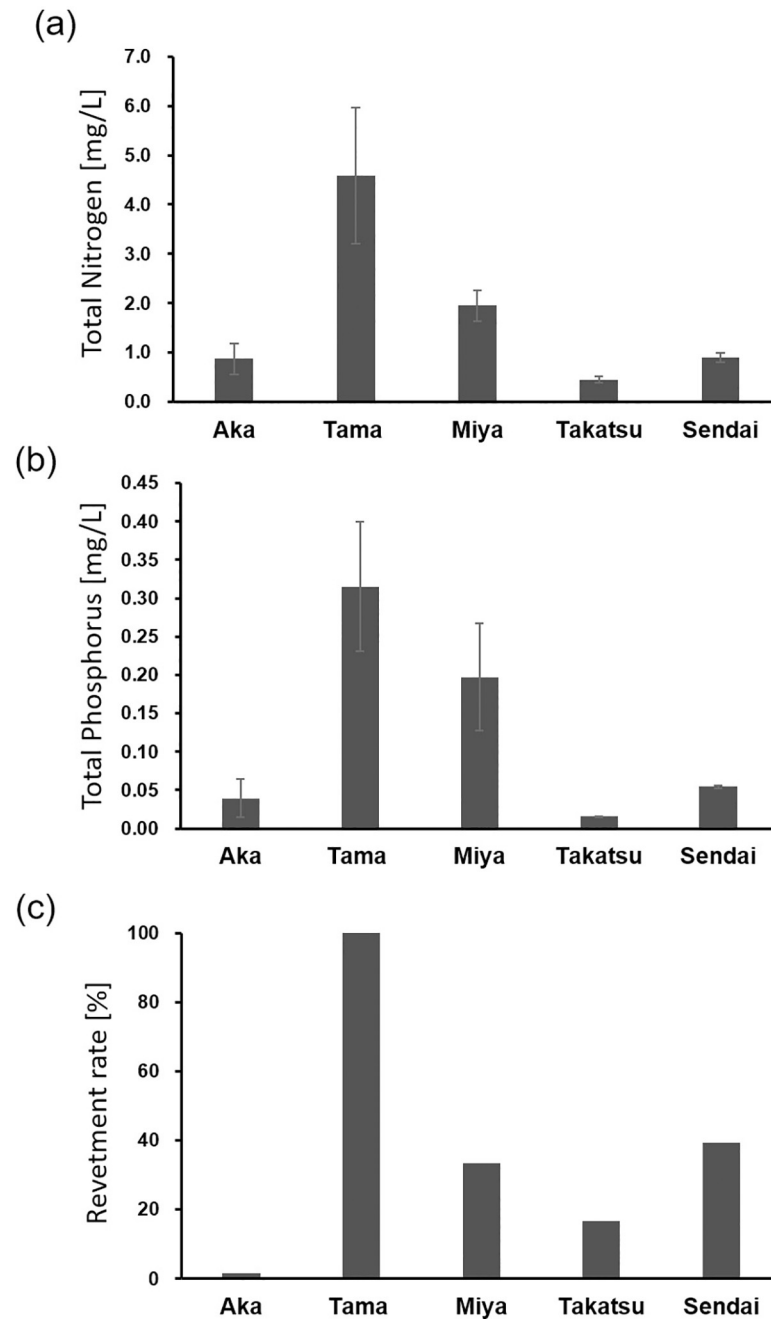 (a)
Total Nitrogen [mg/L]
7.0
6.0
5.0
4.0
3.0
2.0
1.0
0.0
Aka Tama Miya Takatsu Sendai
(b)
Total Phosphorus [mg/L]
0.45
0.40
0.35
0.30
0.25
0.20
0.15
0.10
0.05
0.00
Aka Tama Miya Takatsu Sendai
(c)
Revetment rate [%]
100
80
60
40
20
0
Aka Tama Miya Takatsu Sendai